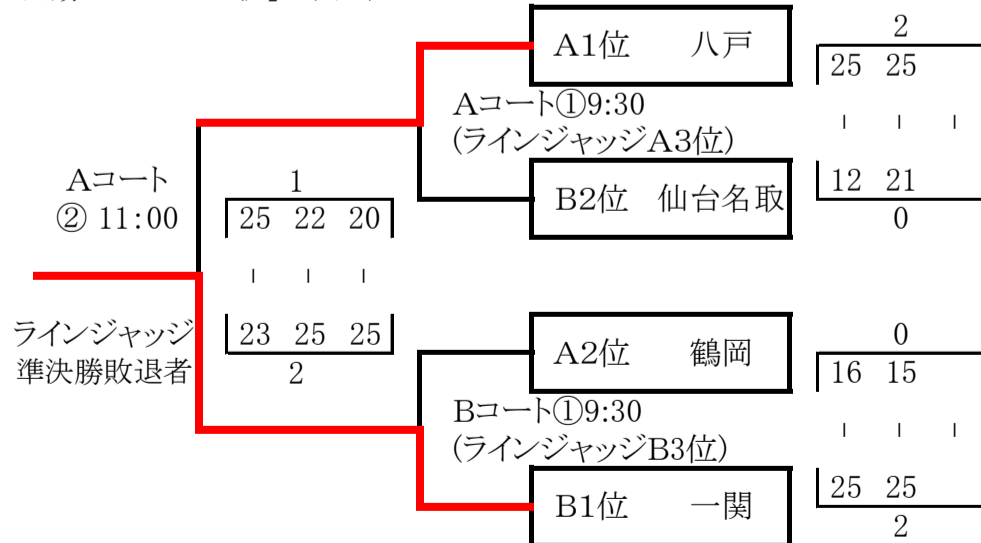 A1位 八戸
2
25 25
Aコート①9:30
(ラインジャッジA3位)
12 21
0
B2位 仙台名取
Aコート
② 11:00
1
25 22 20
23 25 25
2
ラインジャッジ
準決勝敗退者
A2位 鶴岡
0
16 15
Bコート①9:30
(ラインジャッジB3位)
25 25
2
B1位 一関